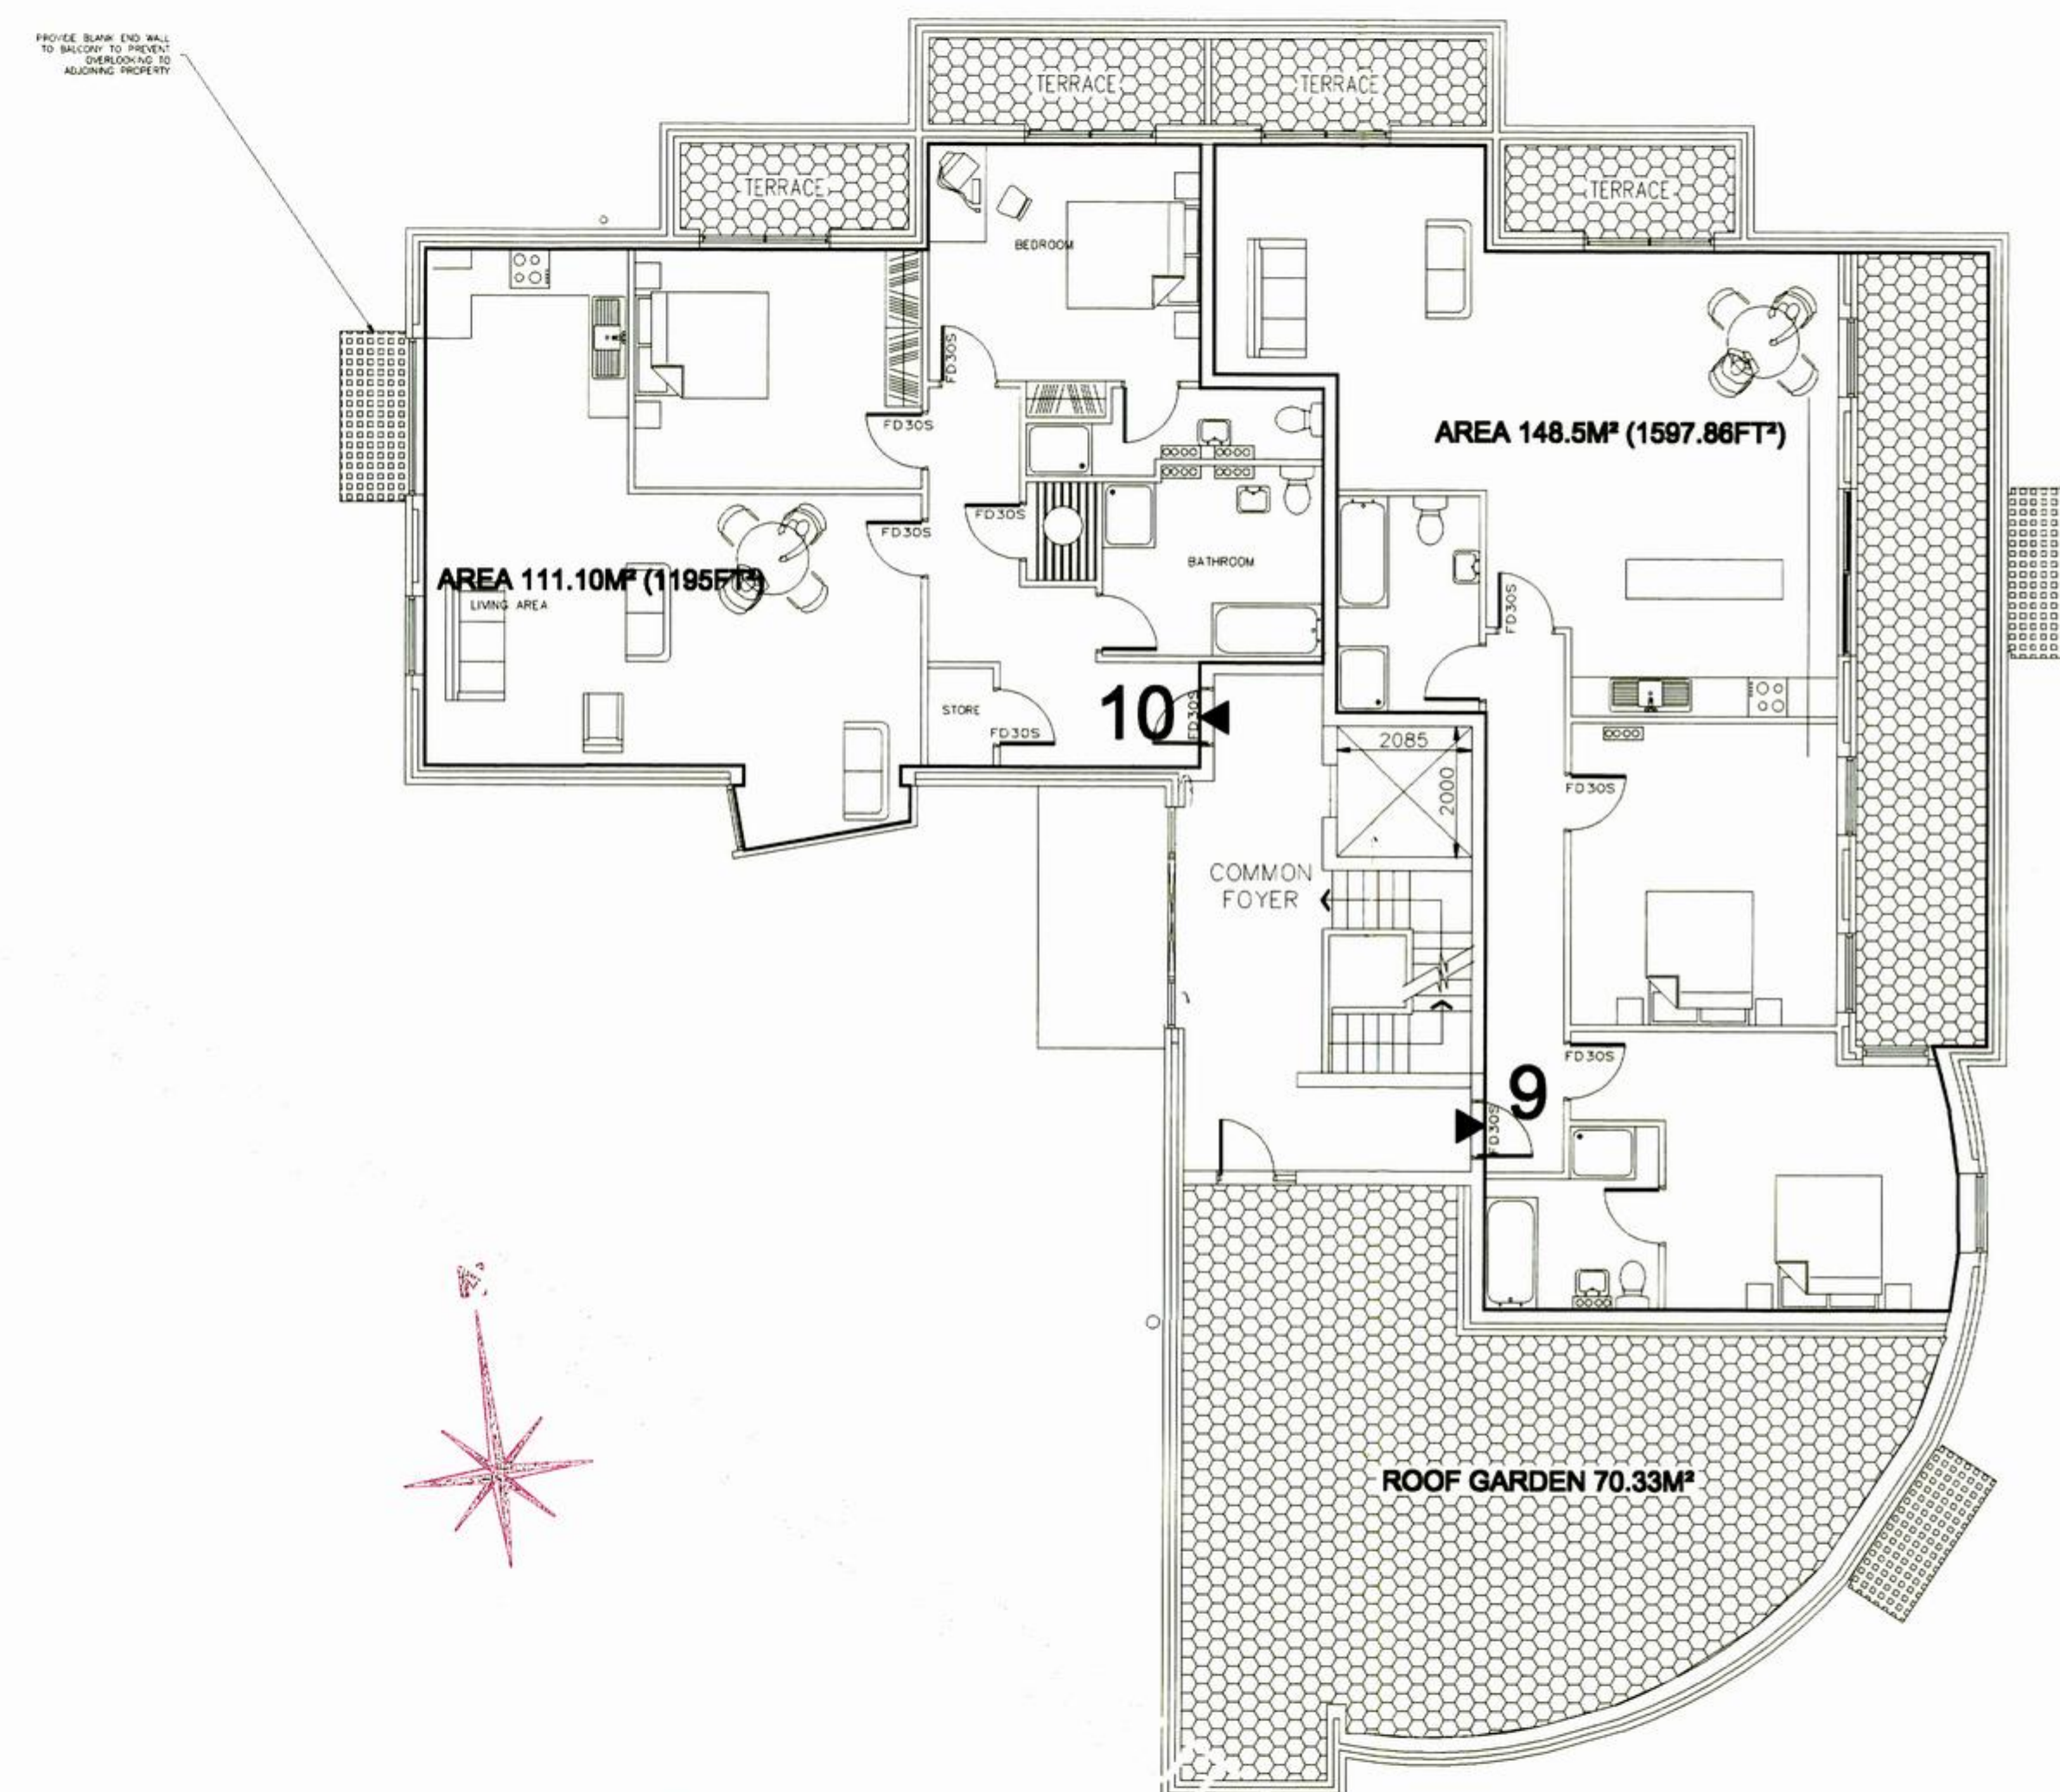 PROVIDE BLANK END WALL
TO BALCONY TO PREVENT
OVERLOOKING TO
ADJOINING PROPERTY
TERRACE
TERRACE
TERRACE
TERRACE
BEDROOM
FD30S
FD30S
AREA 148.5M² (1597.86FT²)
FD30S
FD30S
BATHROOM
AREA 111.10M² (1195FT²)
LIVING AREA
FD30S
STORE
FD30S
10
FD30S
2085
2000
FD30S
COMMON
FOYER
FD30S
9
FD30S
N
ROOF GARDEN 70.33M²